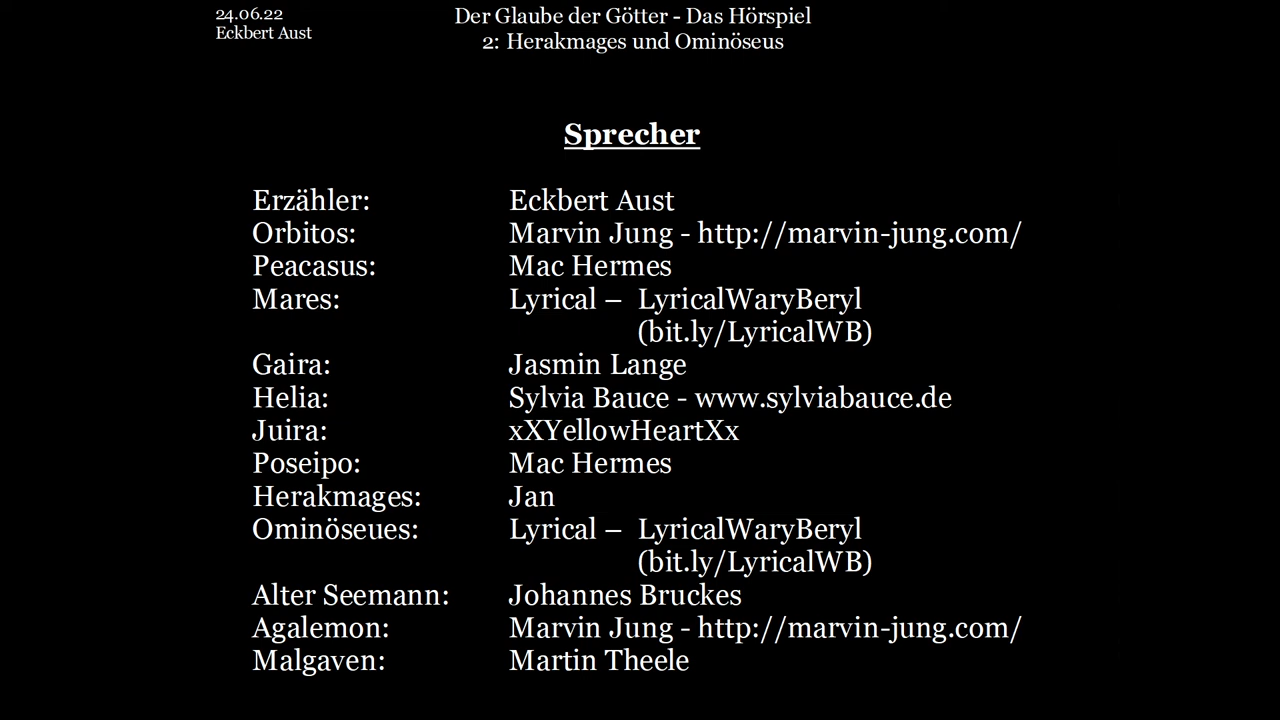 24.06.22
Eckbert Aust
Der Glaube der Götter - Das Hörspiel
2: Herakmages und Ominöseus
Sprecher
Erzähler: Eckbert Aust
Orbitos: Marvin Jung - http://marvin-jung.com/
Peacasus: Mac Hermes
Mares: Lyrical – LyricalWaryBeryl
(bit.ly/LyricalWB)
Gaira: Jasmin Lange
Helia: Sylvia Bauce - www.sylviabauce.de
Juira: xXYellowHeartXx
Poseipo: Mac Hermes
Herakmages: Jan
Ominöseues: Lyrical – LyricalWaryBeryl
(bit.ly/LyricalWB)
Alter Seemann: Johannes Bruckes
Agalemon: Marvin Jung - http://marvin-jung.com/
Malgaven: Martin Theele